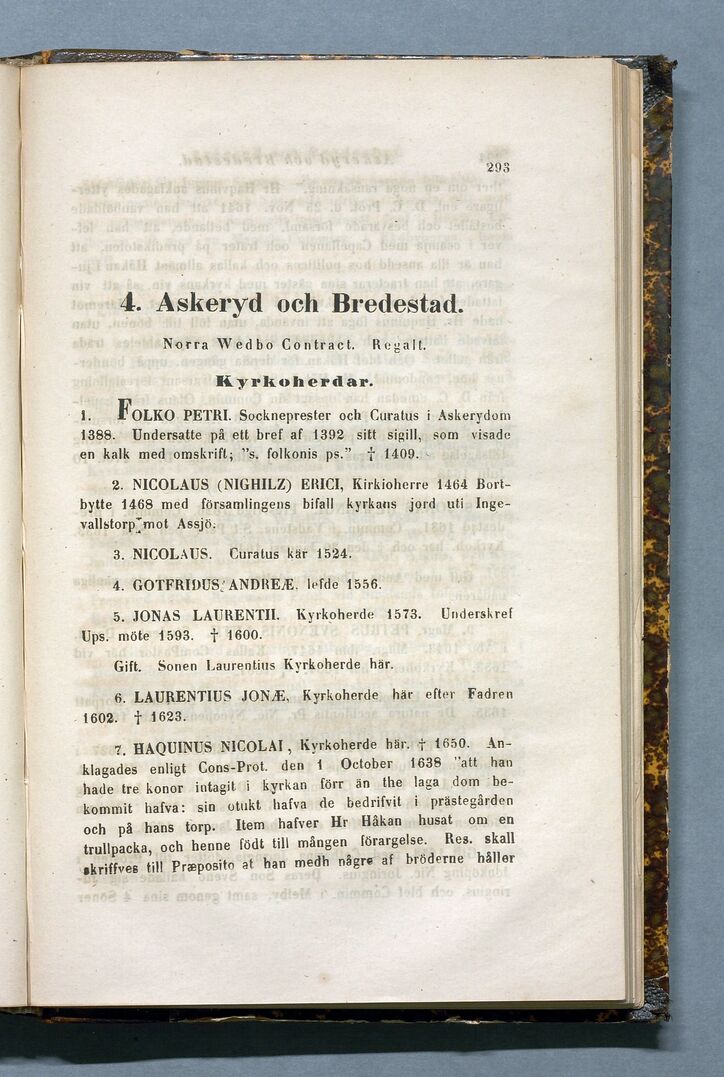 293
4. Askeryd och Bredestad.
Norra Wedbo Contract. Regalt.
Kyrkoherdar.
1. FOLKO PETRI. Sockneprester och Curatus i Askerydom
1388. Undersatte på ett bref af 1392 sitt sigill, som visade
en kalk med omskrift; "s. folkonis ps." † 1409.
2. NICOLAUS (NIGHILZ) ERICI, Kirkioherre 1464 Bort-
bytte 1468 med församlingens bifall kyrkans jord uti Inge-
vallstorp mot Assjö.
3. NICOLAUS. Curatus kär 1524.
4. GOTFRIDUS ANDREÆ. lefde 1556.
5. JONAS LAURENTII. Kyrkoherde 1573. Underskref
Ups. möte 1593. † 1600.
Gift. Sonen Laurentius Kyrkoherde här.
6. LAURENTIUS JONÆ, Kyrkoherde här efter Fadren
1602. † 1623.
7. HAQUINUS NICOLAI, Kyrkoherde här. † 1650. An-
klagades enligt Cons-Prot. den 1 October 1638 "att han
hade tre konor intagit i kyrkan förr än the laga dom be-
kommit hafva: sin otukt hafva de bedrifvit i prästegården
och på hans torp. Item hafver Hr Håkan husat om en
trullpacka, och henne födt till mången förargelse. Res. skall
skriffves till Præposito at han medh någre af bröderne håller